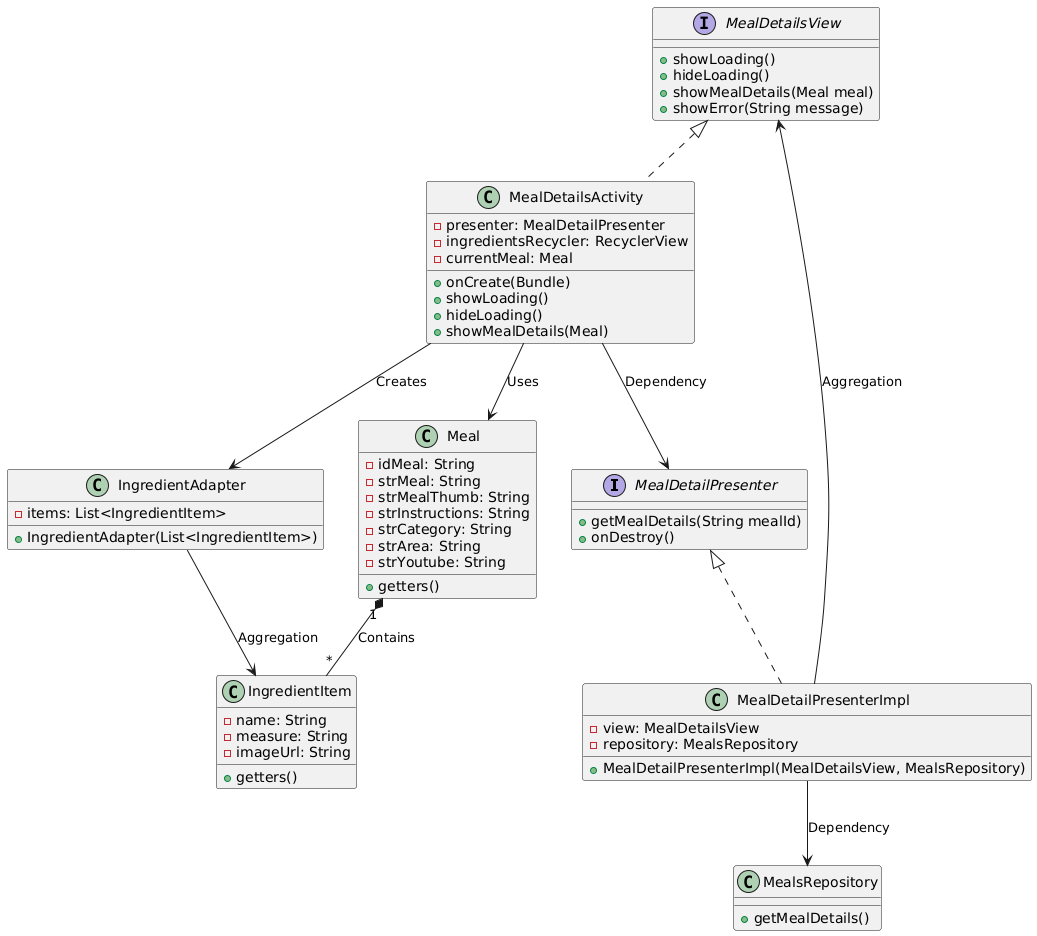 I MealDetailsView
showLoading()
hideLoading()
showMealDetails(Meal meal)
showError(String message)
C MealDetailsActivity
presenter: MealDetailPresenter
ingredientsRecycler: RecyclerView
currentMeal: Meal
onCreate(Bundle)
showLoading()
hideLoading()
showMealDetails(Meal)
Creates
Uses
Dependency
Aggregation
C IngredientAdapter
items: List<IngredientItem>
IngredientAdapter(List<IngredientItem>)
C Meal
idMeal: String
strMeal: String
strMealThumb: String
strInstructions: String
strCategory: String
strArea: String
strYoutube: String
getters()
I MealDetailPresenter
getMealDetails(String mealId)
onDestroy()
Aggregation
1
Contains
*
C IngredientItem
name: String
measure: String
imageUrl: String
getters()
C MealDetailPresenterImpl
view: MealDetailsView
repository: MealsRepository
MealDetailPresenterImpl(MealDetailsView, MealsRepository)
Dependency
C MealsRepository
getMealDetails()